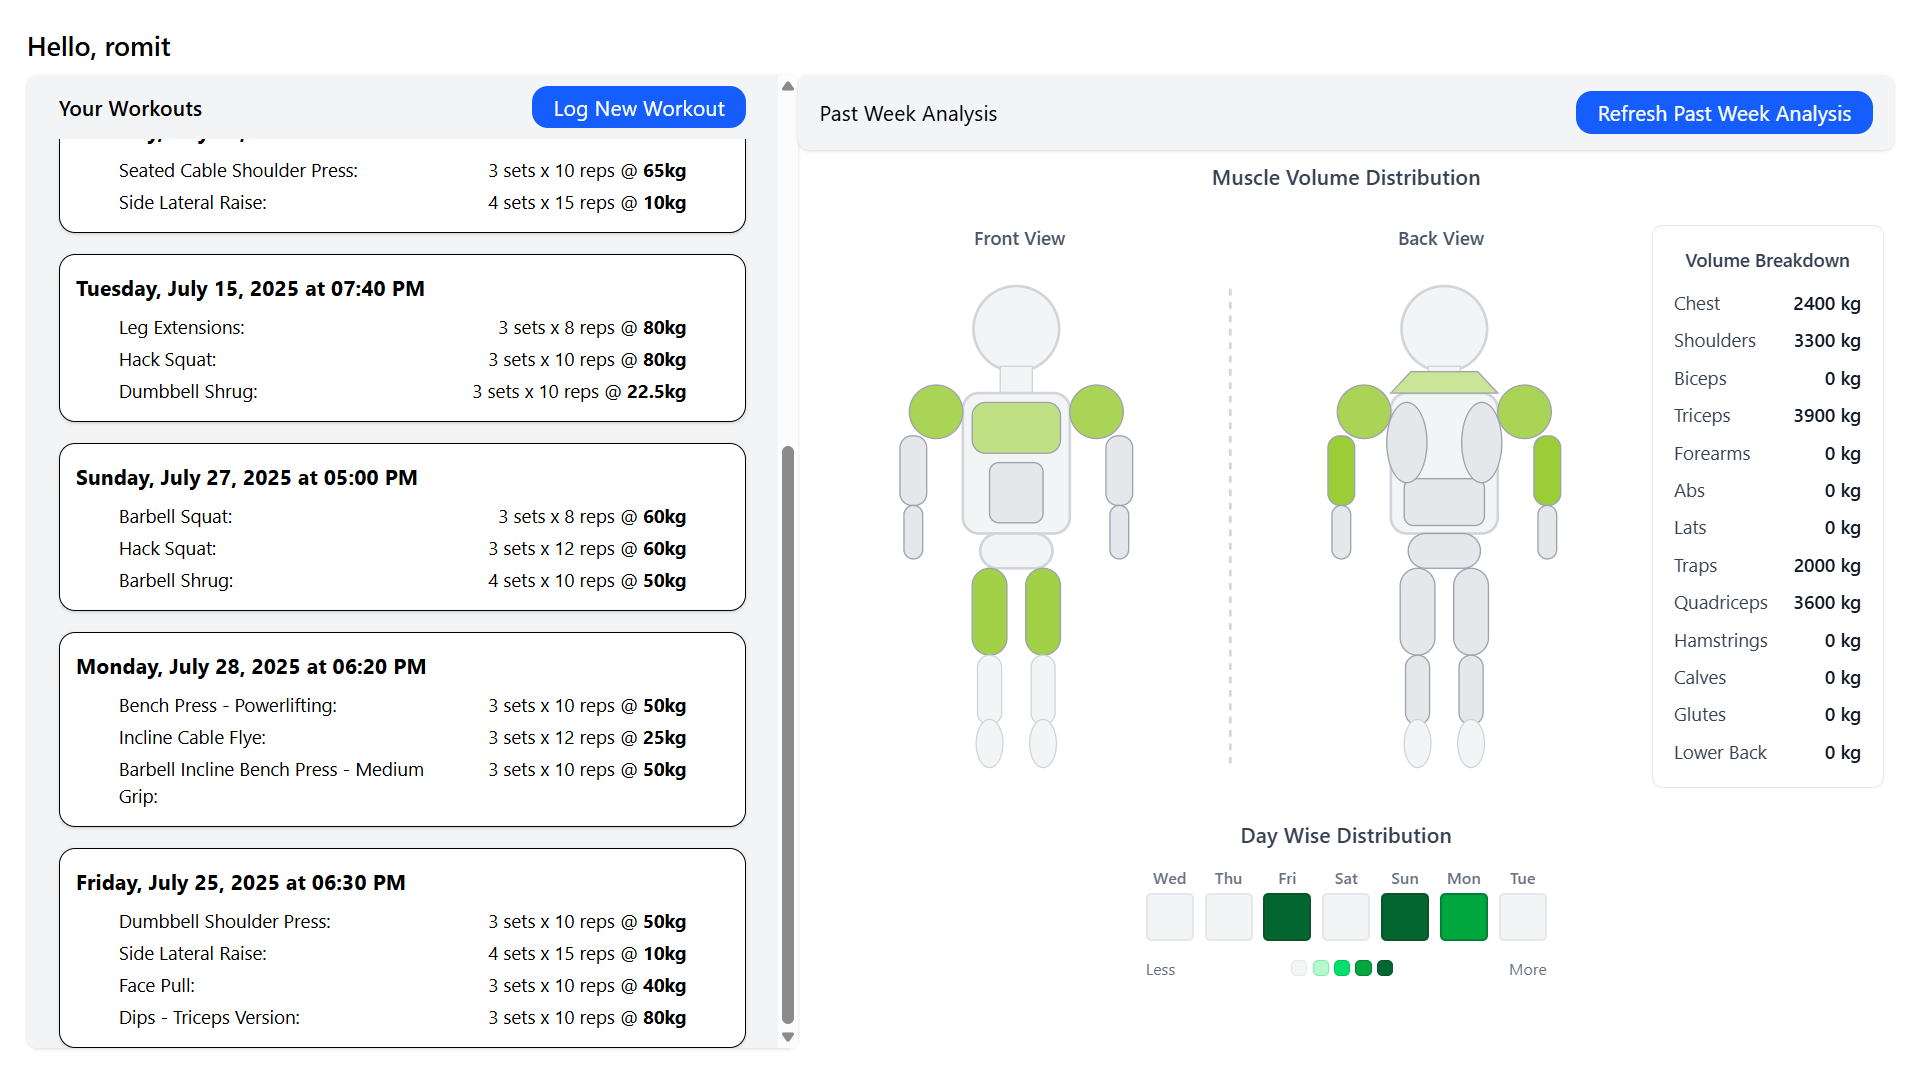 Hello, romit
Your Workouts
Log New Workout
Seated Cable Shoulder Press: 3 sets x 10 reps @ 65kg
Side Lateral Raise: 4 sets x 15 reps @ 10kg
Tuesday, July 15, 2025 at 07:40 PM
Leg Extensions: 3 sets x 8 reps @ 80kg
Hack Squat: 3 sets x 10 reps @ 80kg
Dumbbell Shrug: 3 sets x 10 reps @ 22.5kg
Sunday, July 27, 2025 at 05:00 PM
Barbell Squat: 3 sets x 8 reps @ 60kg
Hack Squat: 3 sets x 12 reps @ 60kg
Barbell Shrug: 4 sets x 10 reps @ 50kg
Monday, July 28, 2025 at 06:20 PM
Bench Press - Powerlifting: 3 sets x 10 reps @ 50kg
Incline Cable Flye: 3 sets x 12 reps @ 25kg
Barbell Incline Bench Press - Medium 3 sets x 10 reps @ 50kg
Grip:
Friday, July 25, 2025 at 06:30 PM
Dumbbell Shoulder Press: 3 sets x 10 reps @ 50kg
Side Lateral Raise: 4 sets x 15 reps @ 10kg
Face Pull: 3 sets x 10 reps @ 40kg
Dips - Triceps Version: 3 sets x 10 reps @ 80kg
Past Week Analysis
Refresh Past Week Analysis
Muscle Volume Distribution
Front View
Back View
Volume Breakdown
Chest 2400 kg
Shoulders 3300 kg
Biceps 0 kg
Triceps 3900 kg
Forearms 0 kg
Abs 0 kg
Lats 0 kg
Traps 2000 kg
Quadriceps 3600 kg
Hamstrings 0 kg
Calves 0 kg
Glutes 0 kg
Lower Back 0 kg
Day Wise Distribution
Wed Thu Fri Sat Sun Mon Tue
Less More